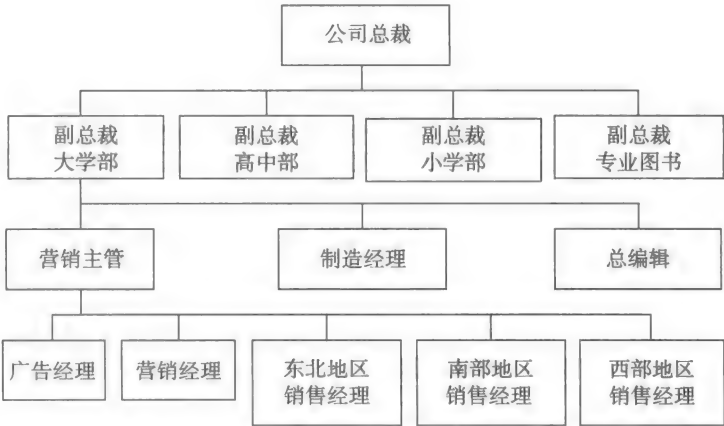 公司总裁
副总裁
大学部
副总裁
高中部
副总裁
小学部
副总裁
专业图书
营销主管
制造经理
总编辑
广告经理
营销经理
东北地区
销售经理
南部地区
销售经理
西部地区
销售经理